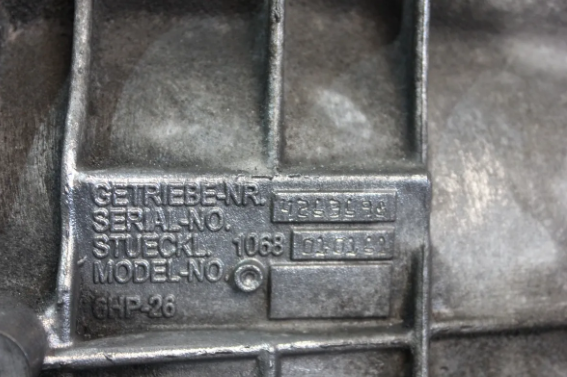 GETRIEBE-NR.
SERIAL-NO.
STUECKL. 1068
MODEL-NO.
6HP-26